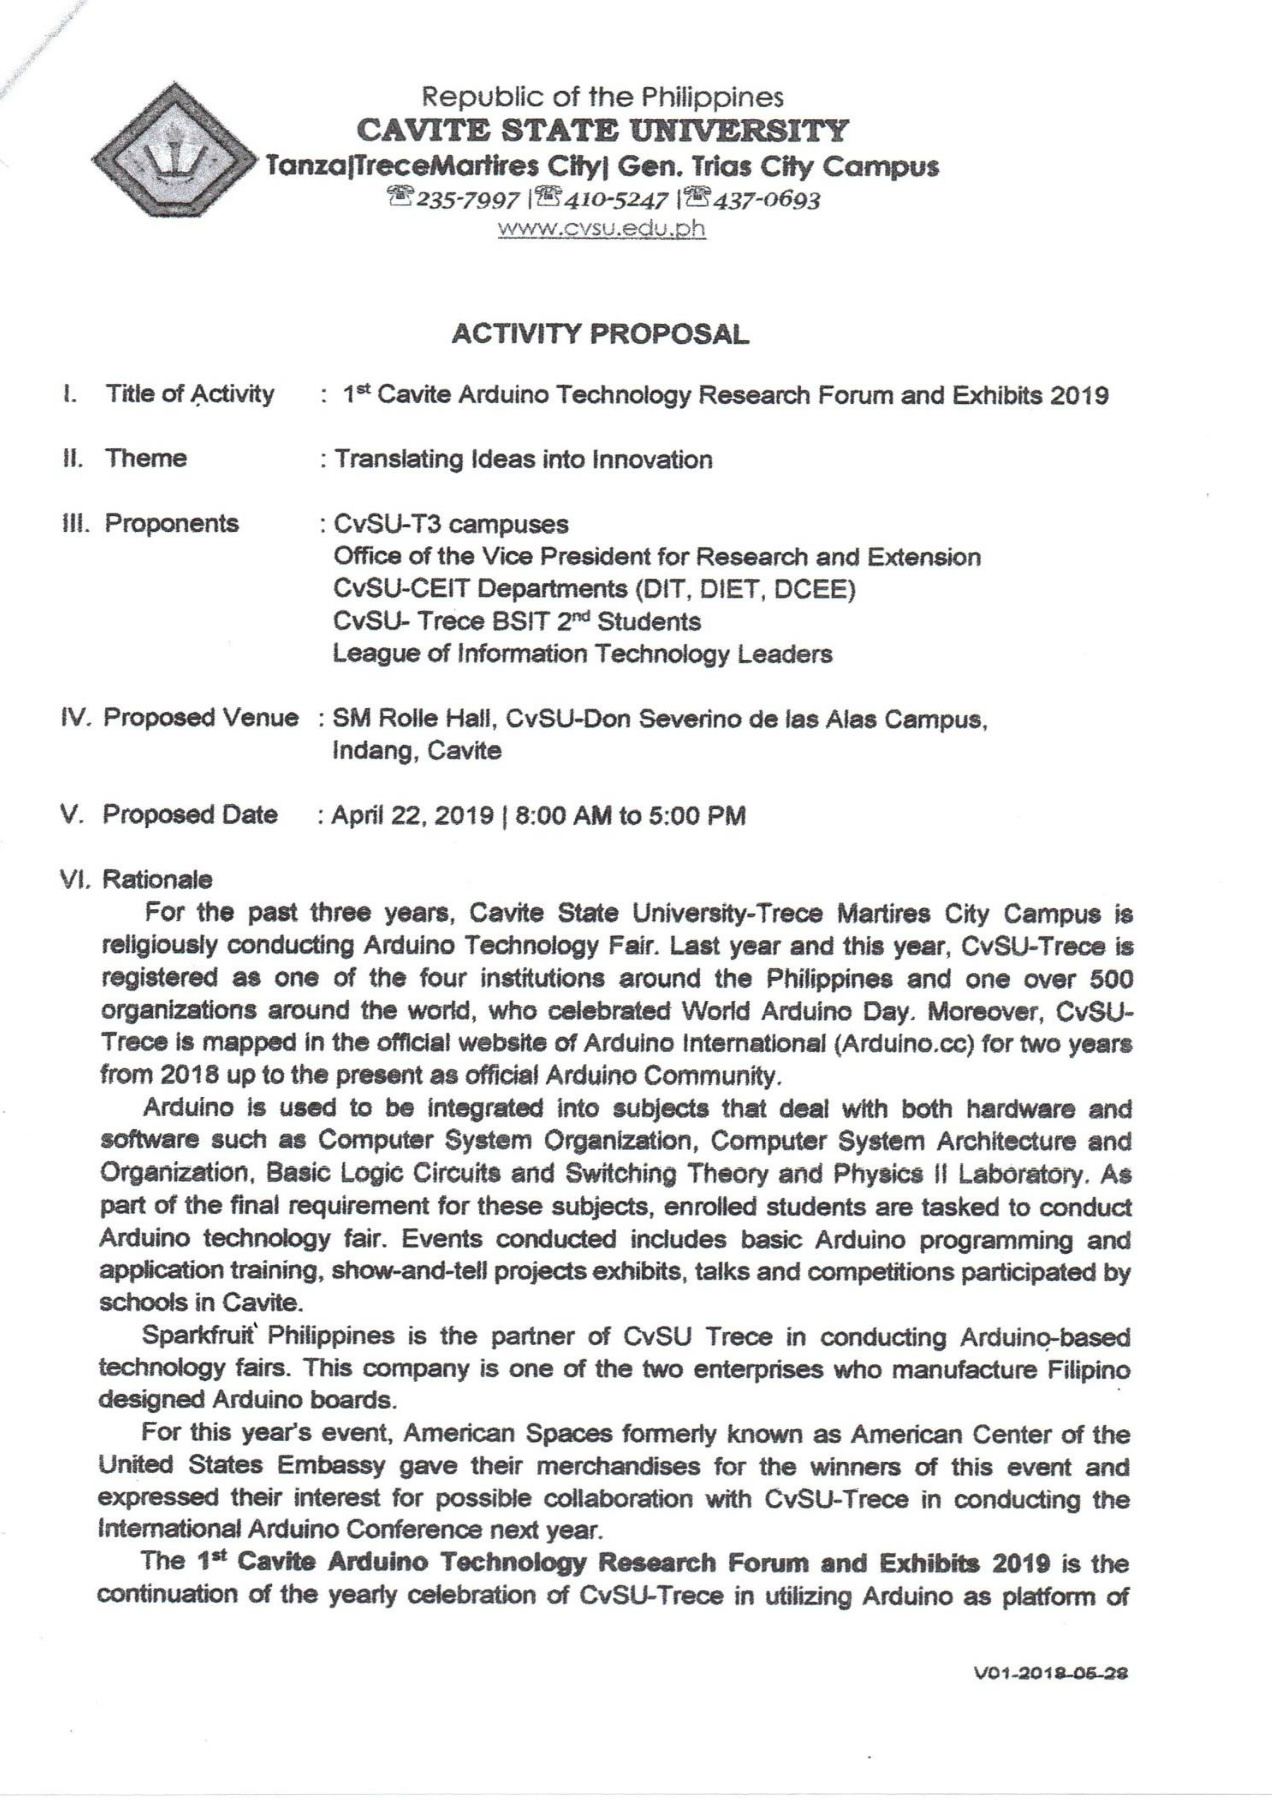 Republic of the Philippines
CAVITE STATE UNIVERSITY
Tanza|TreceMartires City| Gen. Trias City Campus
☎235-7997 |☎410-5247 |☎437-0693
www.cvsu.edu.ph
ACTIVITY PROPOSAL
I. Title of Activity : 1st Cavite Arduino Technology Research Forum and Exhibits 2019
II. Theme : Translating Ideas into Innovation
III. Proponents : CvSU-T3 campuses
Office of the Vice President for Research and Extension
CvSU-CEIT Departments (DIT, DIET, DCEE)
CvSU- Trece BSIT 2nd Students
League of Information Technology Leaders
IV. Proposed Venue : SM Rolle Hall, CvSU-Don Severino de las Alas Campus,
Indang, Cavite
V. Proposed Date : April 22, 2019 | 8:00 AM to 5:00 PM
VI. Rationale
For the past three years, Cavite State University-Trece Martires City Campus is
religiously conducting Arduino Technology Fair. Last year and this year, CvSU-Trece is
registered as one of the four institutions around the Philippines and one over 500
organizations around the world, who celebrated World Arduino Day. Moreover, CvSU-
Trece is mapped in the official website of Arduino International (Arduino.cc) for two years
from 2018 up to the present as official Arduino Community.
Arduino is used to be integrated into subjects that deal with both hardware and
software such as Computer System Organization, Computer System Architecture and
Organization, Basic Logic Circuits and Switching Theory and Physics II Laboratory. As
part of the final requirement for these subjects, enrolled students are tasked to conduct
Arduino technology fair. Events conducted includes basic Arduino programming and
application training, show-and-tell projects exhibits, talks and competitions participated by
schools in Cavite.
Sparkfruit Philippines is the partner of CvSU Trece in conducting Arduino-based
technology fairs. This company is one of the two enterprises who manufacture Filipino
designed Arduino boards.
For this year's event, American Spaces formerly known as American Center of the
United States Embassy gave their merchandises for the winners of this event and
expressed their interest for possible collaboration with CvSU-Trece in conducting the
International Arduino Conference next year.
The 1st Cavite Arduino Technology Research Forum and Exhibits 2019 is the
continuation of the yearly celebration of CvSU-Trece in utilizing Arduino as platform of
V01-2018-05-28